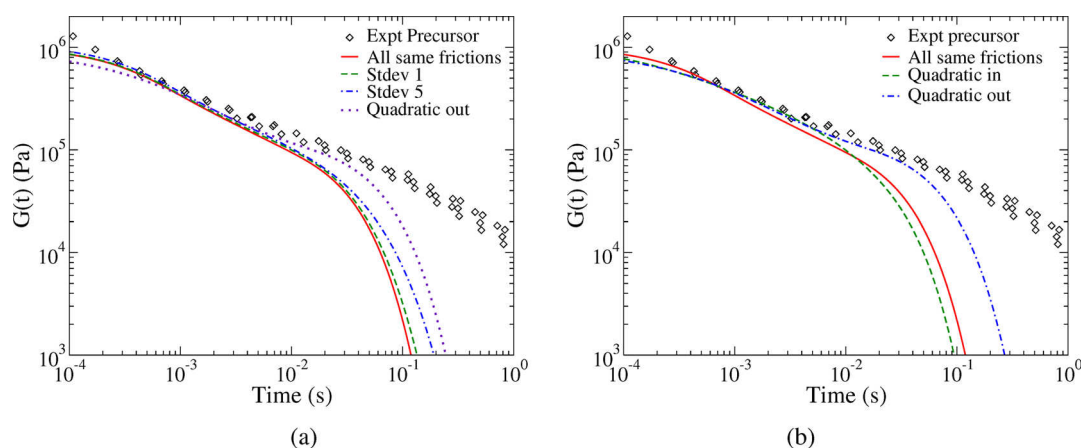 Expt Precursor
All same frictions
Stdev 1
Stdev 5
Quadratic out
G(t) (Pa)
10^6
10^5
10^4
10^3
10^-4
10^-3
10^-2
10^-1
10^0
Time (s)
(a)
Expt precursor
All same frictions
Quadratic in
Quadratic out
G(t) (Pa)
10^6
10^5
10^4
10^3
10^-4
10^-3
10^-2
10^-1
10^0
Time (s)
(b)